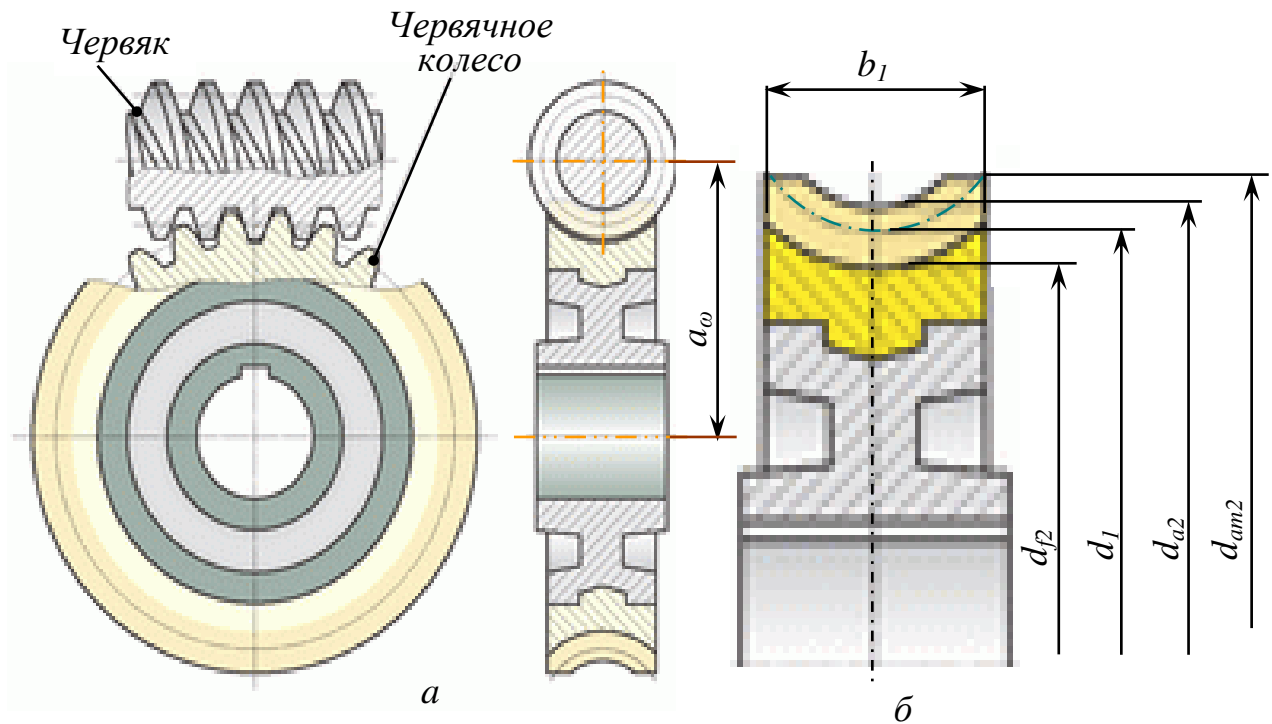 Червяк
Червячное
колесо
b1
aω
df2
d1
da2
dam2
а
б